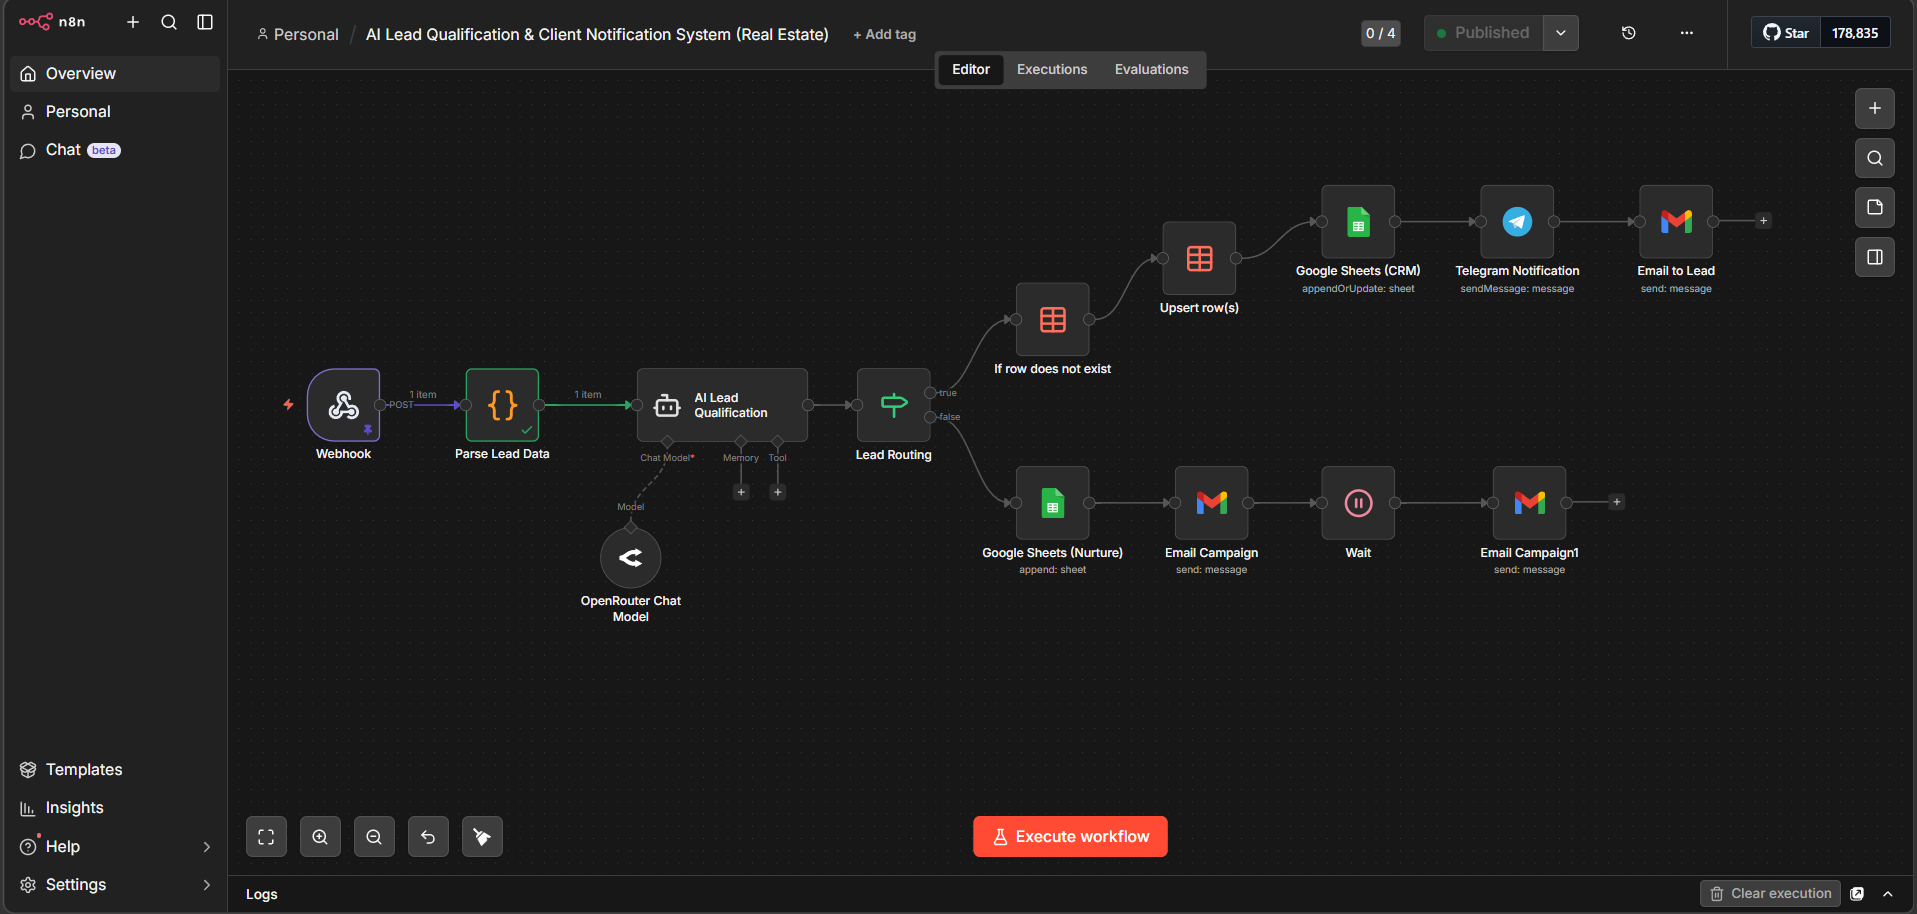 n8n
Personal / AI Lead Qualification & Client Notification System (Real Estate) + Add tag
0 / 4
Published
Star 178,835
Editor Executions Evaluations
Overview
Personal
Chat beta
Templates
Insights
Help
Settings
Google Sheets (CRM)
appendOrUpdate: sheet
Telegram Notification
sendMessage: message
Email to Lead
send: message
Upsert row(s)
If row does not exist
Webhook
POST
1 item
Parse Lead Data
1 item
AI Lead
Qualification
Chat Model*
Memory
Tool
Model
OpenRouter Chat
Model
Lead Routing
true
false
Google Sheets (Nurture)
append: sheet
Email Campaign
send: message
Wait
Email Campaign1
send: message
Execute workflow
Logs
Clear execution